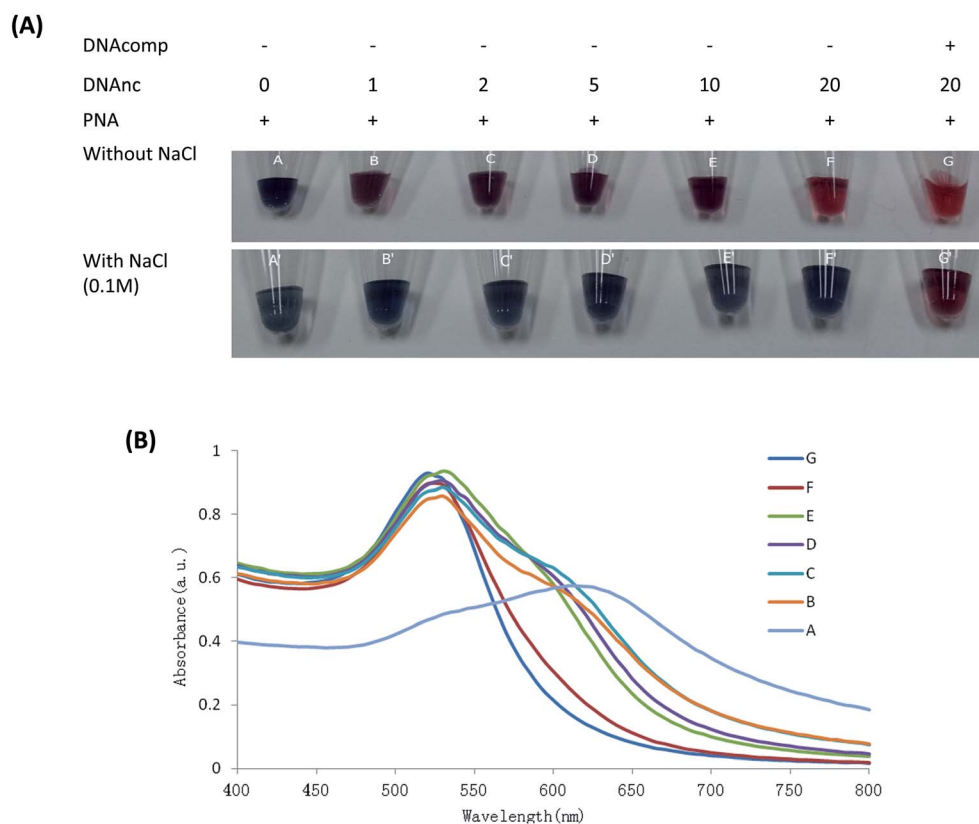 (A)
DNAcomp - - - - - - +
DNAnc 0 1 2 5 10 20 20
PNA + + + + + + +
Without NaCl
A B C D E F G
With NaCl
(0.1M)
A' B' C' D' E' F' G'
(B)
1
0.8
0.6
0.4
0.2
0
Absorbance(a.u.)
400 450 500 550 600 650 700 750 800
Wavelength(nm)
G
F
E
D
C
B
A